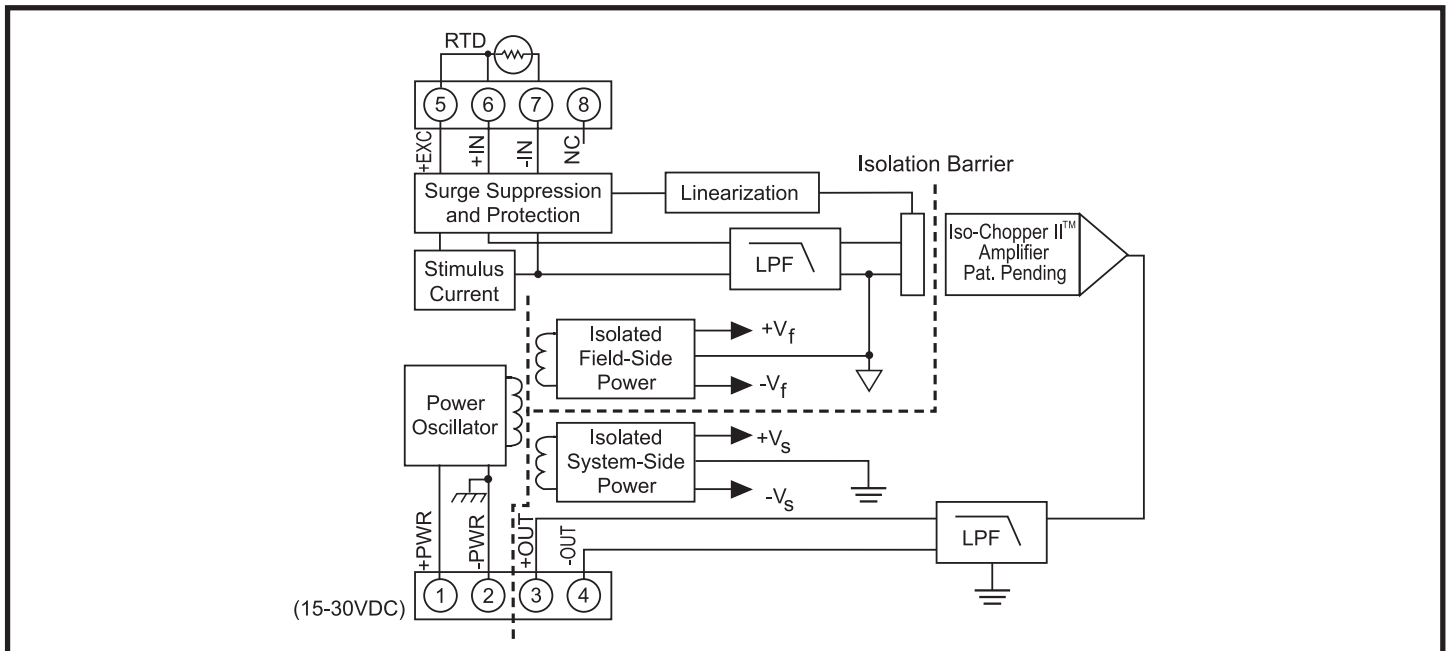 RTD
5 6 7 8
+EXC
+IN
-IN
NC
Isolation Barrier
Surge Suppression
and Protection
Linearization
Iso-Chopper II™
Amplifier
Pat. Pending
LPF
Stimulus
Current
Isolated
Field-Side
Power
+Vf
-Vf
Power
Oscillator
Isolated
System-Side
Power
+Vs
-Vs
+PWR
-PWR
+OUT
-OUT
LPF
(15-30VDC)
1 2 3 4